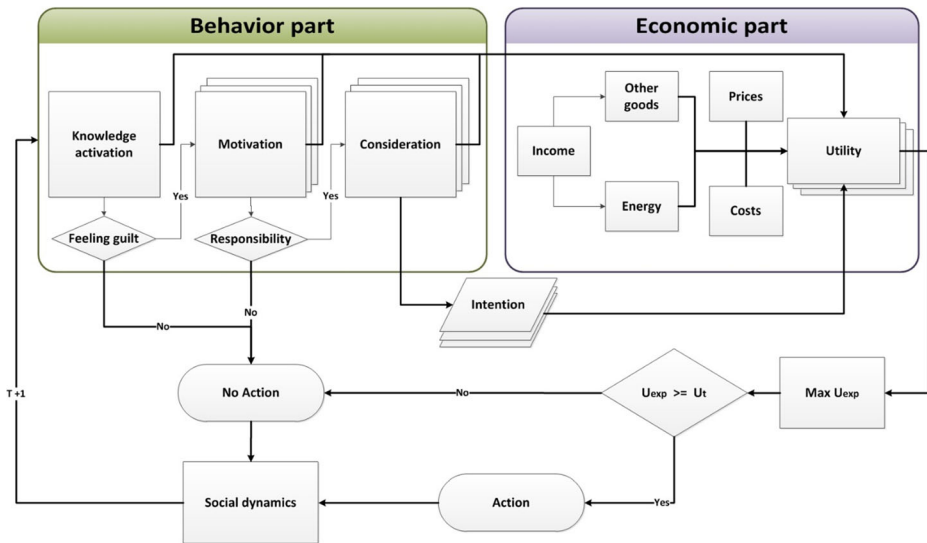 Behavior part
Economic part
Knowledge
activation
Motivation
Consideration
Other
goods
Prices
Income
Utility
Energy
Costs
Yes
Yes
Feeling guilt
Responsibility
Intention
No
No
T +1
No Action
No
Uexp >= Ut
Max Uexp
Social dynamics
Action
Yes